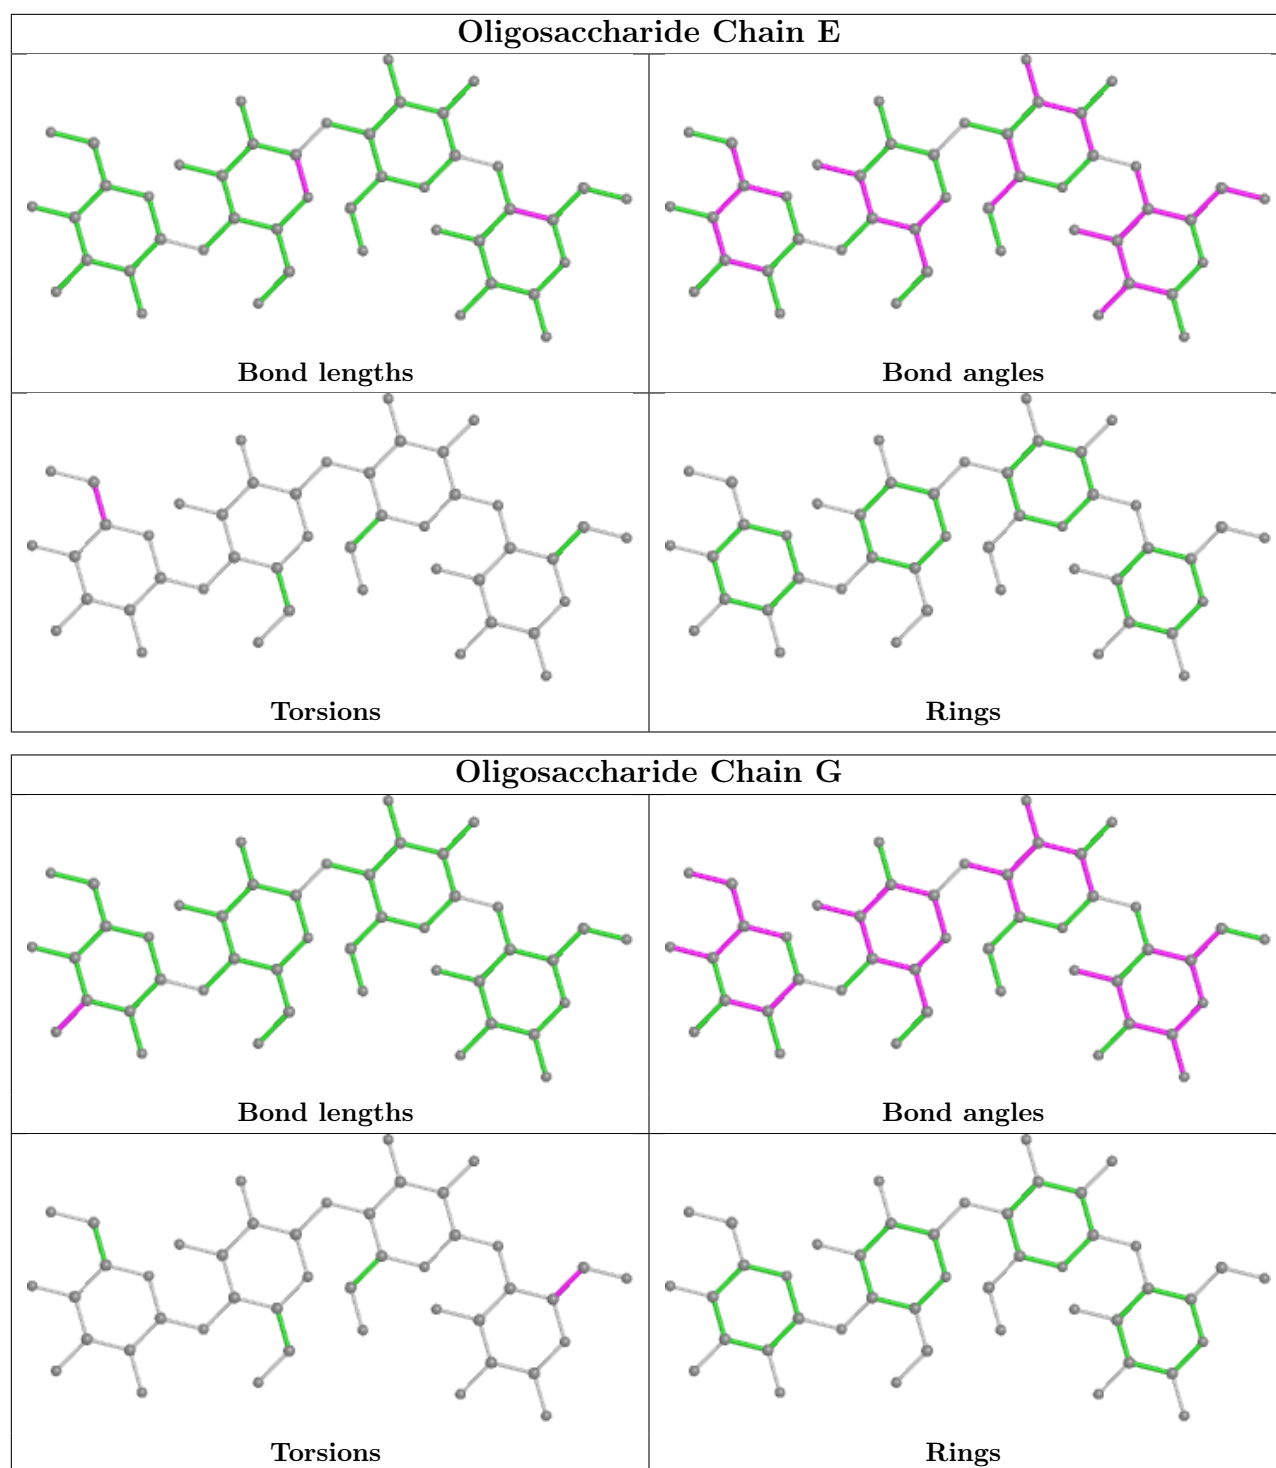 Oligosaccharide Chain E
Bond lengths
Bond angles
Torsions
Rings
Oligosaccharide Chain G
Bond lengths
Bond angles
Torsions
Rings